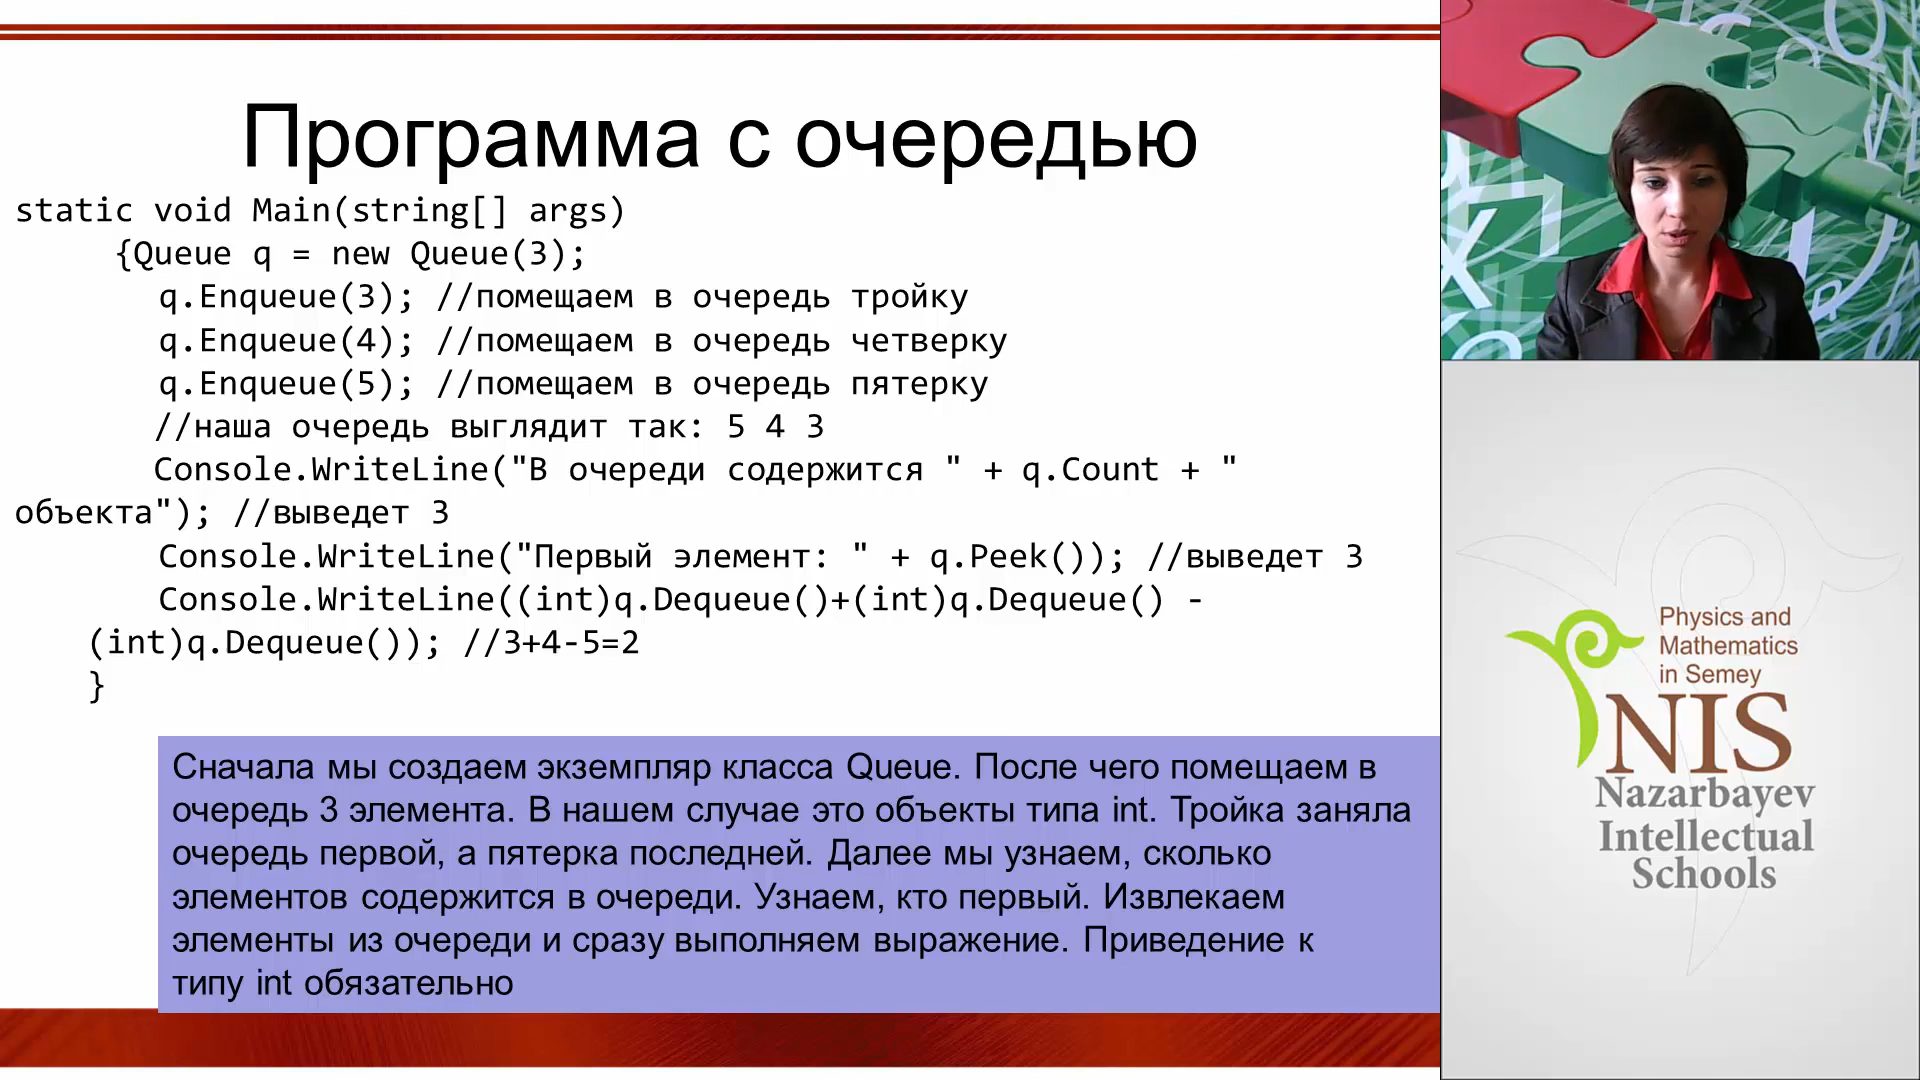 Программа с очередью
static void Main(string[] args)
{Queue q = new Queue(3);
q.Enqueue(3); //помещаем в очередь тройку
q.Enqueue(4); //помещаем в очередь четверку
q.Enqueue(5); //помещаем в очередь пятерку
//наша очередь выглядит так: 5 4 3
Console.WriteLine("В очереди содержится " + q.Count + "
объекта"); //выведет 3
Console.WriteLine("Первый элемент: " + q.Peek()); //выведет 3
Console.WriteLine((int)q.Dequeue()+(int)q.Dequeue() -
(int)q.Dequeue()); //3+4-5=2
}
Сначала мы создаем экземпляр класса Queue. После чего помещаем в
очередь 3 элемента. В нашем случае это объекты типа int. Тройка заняла
очередь первой, а пятерка последней. Далее мы узнаем, сколько
элементов содержится в очереди. Узнаем, кто первый. Извлекаем
элементы из очереди и сразу выполняем выражение. Приведение к
типу int обязательно
Physics and
Mathematics
in Semey
NIS
Nazarbayev
Intellectual
Schools